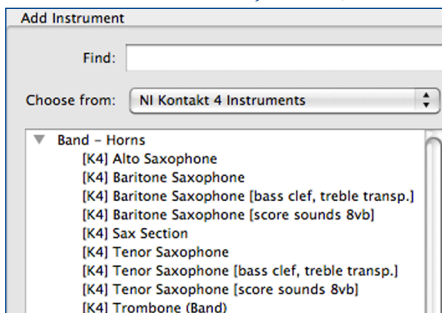 Add Instrument
Find:
Choose from: NI Kontakt 4 Instruments
Band – Horns
[K4] Alto Saxophone
[K4] Baritone Saxophone
[K4] Baritone Saxophone [bass clef, treble transp.]
[K4] Baritone Saxophone [score sounds 8vb]
[K4] Sax Section
[K4] Tenor Saxophone
[K4] Tenor Saxophone [bass clef, treble transp.]
[K4] Tenor Saxophone [score sounds 8vb]
[K4] Trombone (Band)